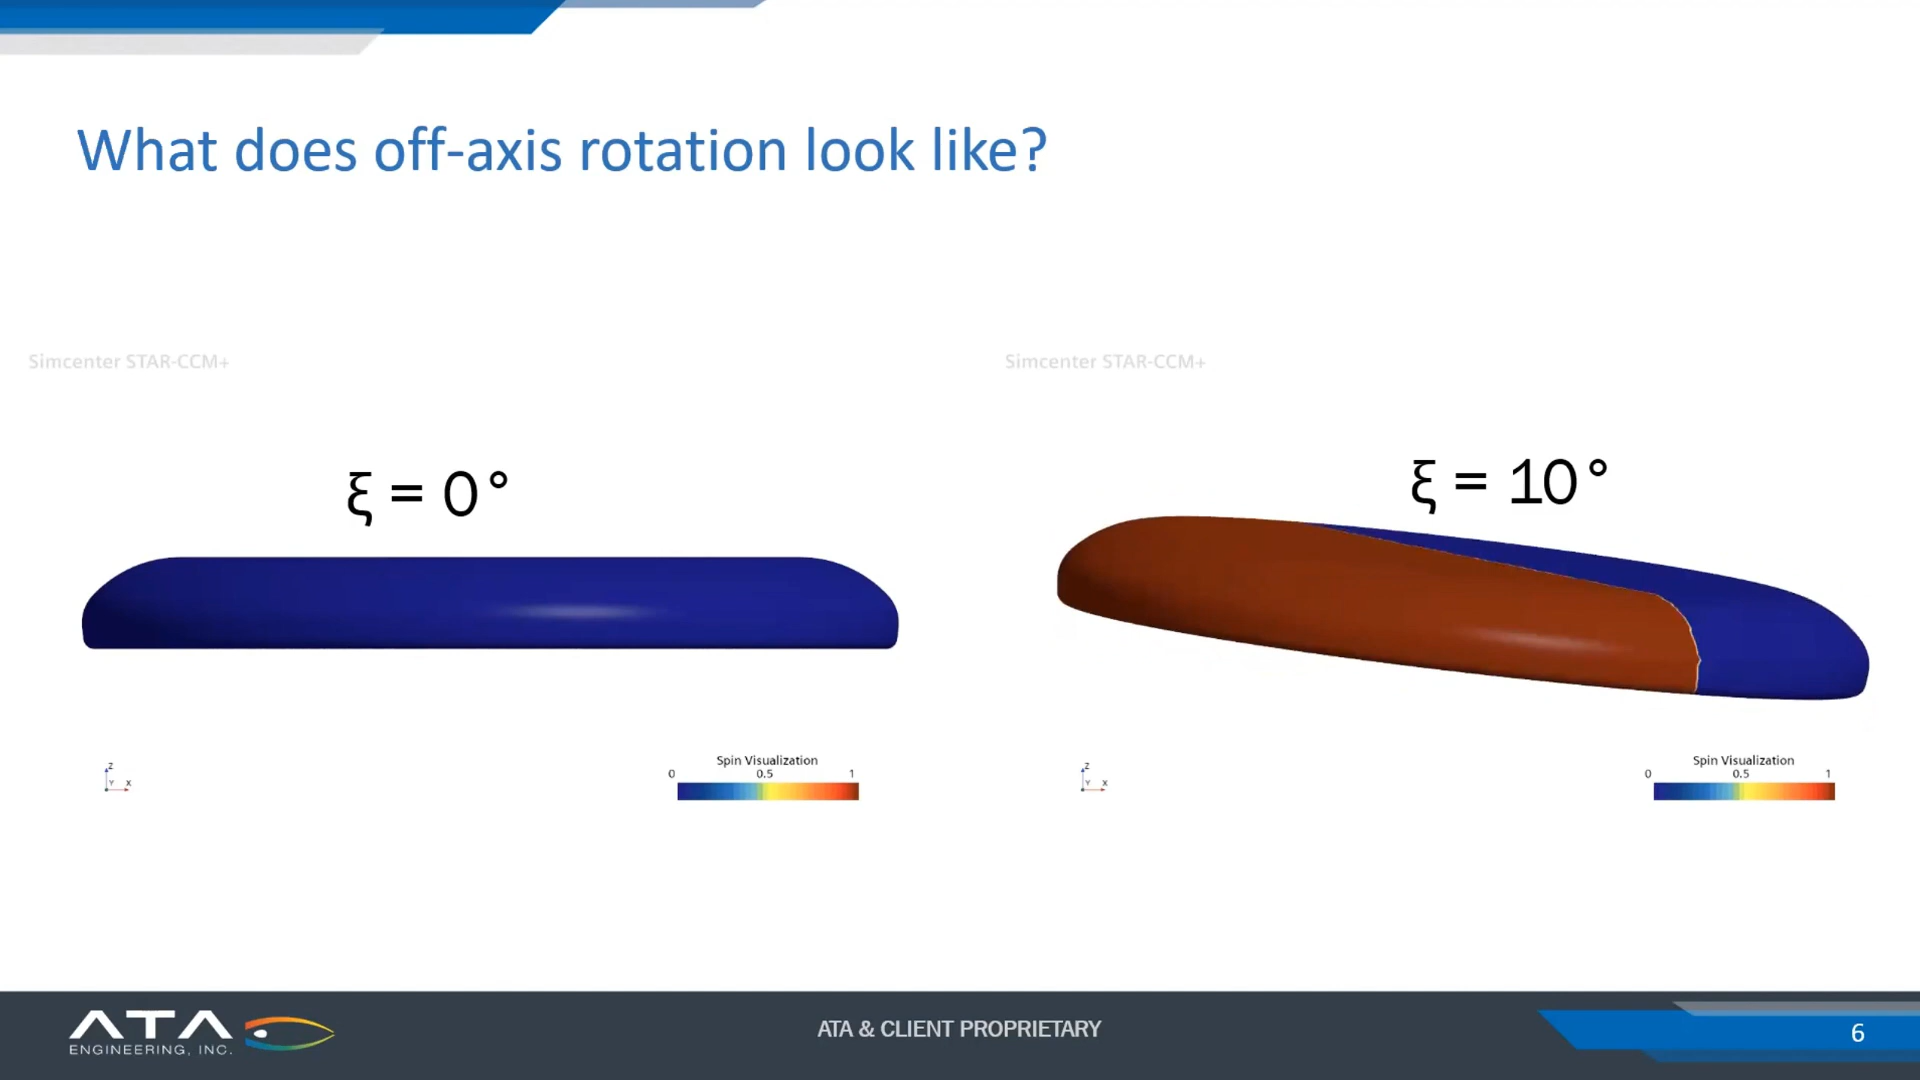 What does off-axis rotation look like?
Simcenter STAR-CCM+
Simcenter STAR-CCM+
ξ = 0°
ξ = 10°
Z
Y X
Spin Visualization
0 0.5 1
Z
Y X
Spin Visualization
0 0.5 1
ATA
ENGINEERING, INC.
ATA & CLIENT PROPRIETARY
6